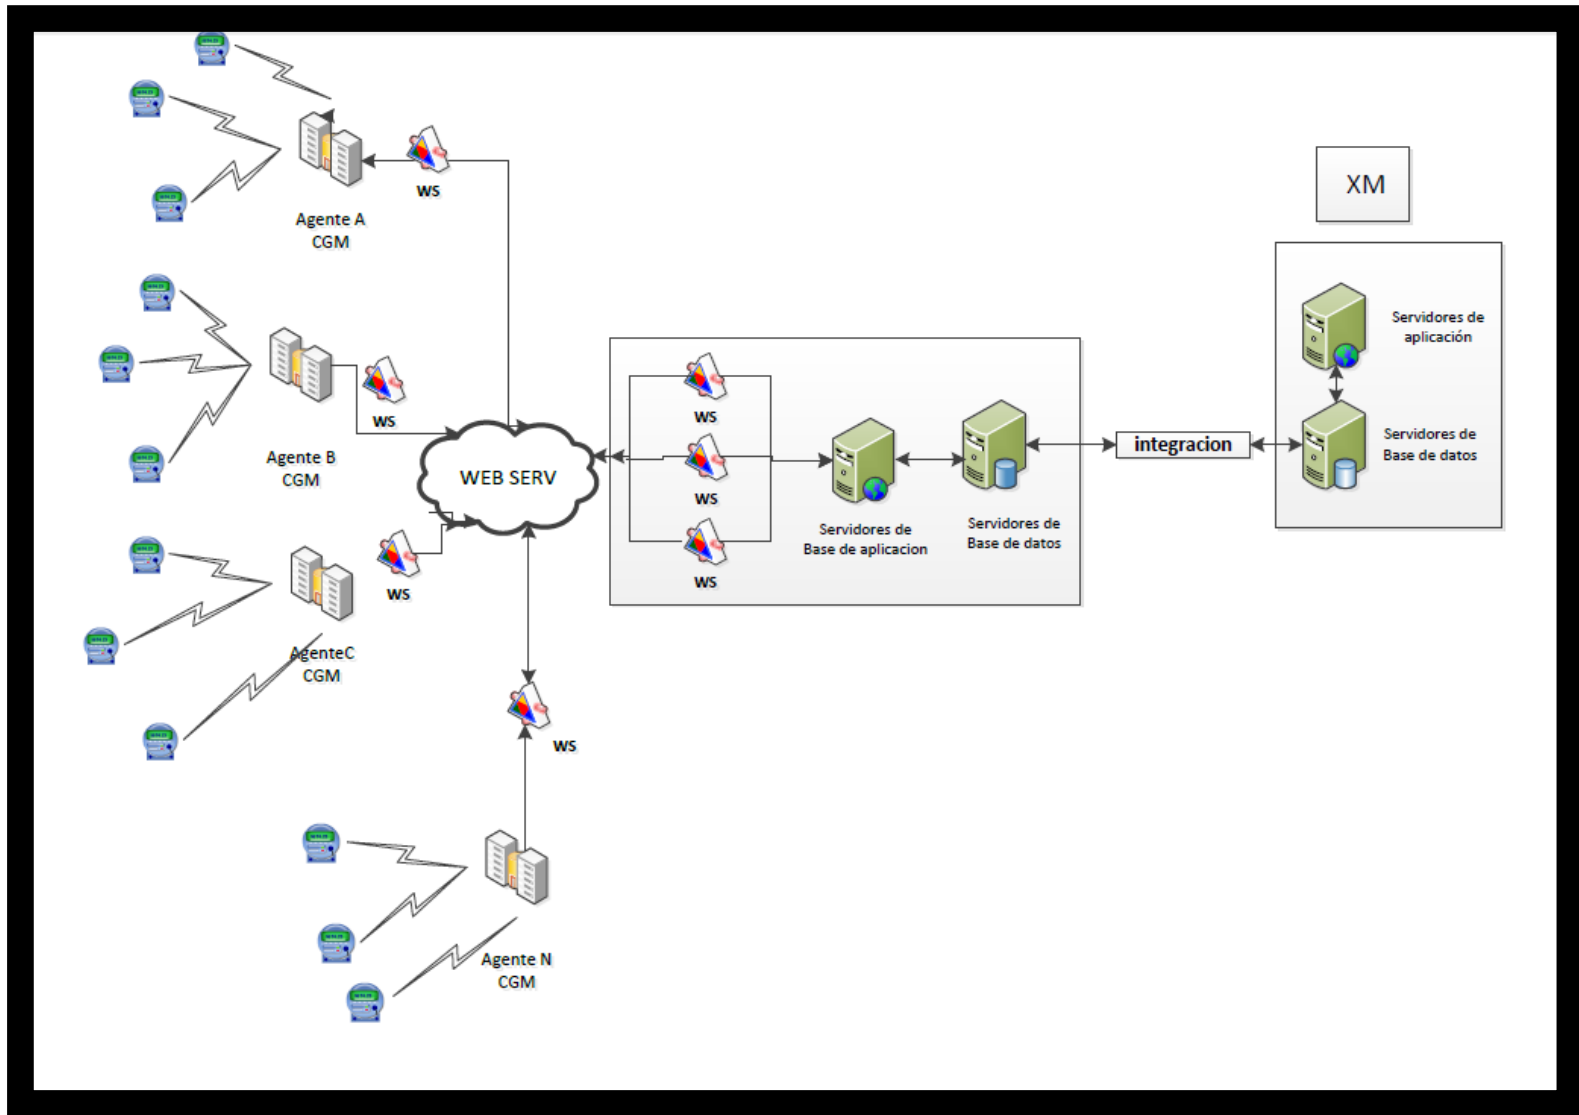 WS
Agente A
CGM
XM
Servidores de
aplicación
WS
Agente B
CGM
WEB SERV
WS
WS
WS
Servidores de
Base de aplicacion
Servidores de
Base de datos
integracion
Servidores de
Base de datos
WS
AgenteC
CGM
WS
Agente N
CGM